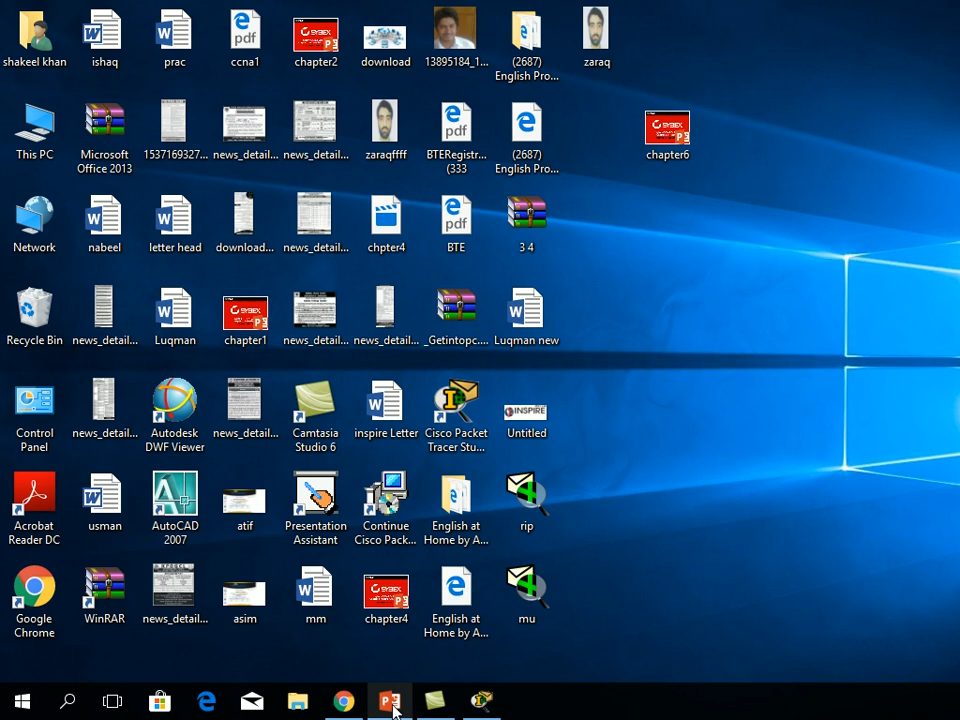 shakeel khan
ishaq
prac
ccna1
chapter2
download
13895184_1...
(2687)
English Pro...
zaraq
This PC
Microsoft
Office 2013
1537169327...
news_detail...
news_detail...
zaraqffff
BTERegistr...
(333
(2687)
English Pro...
chapter6
Network
nabeel
letter head
download...
news_detail...
chpter4
BTE
3 4
Recycle Bin
news_detail...
Luqman
chapter1
news_detail...
news_detail...
_Getintopc....
Luqman new
Control
Panel
news_detail...
Autodesk
DWF Viewer
news_detail...
Camtasia
Studio 6
inspire Letter
Cisco Packet
Tracer Stu...
INSPIRE
Untitled
Acrobat
Reader DC
usman
AutoCAD
2007
atif
Presentation
Assistant
Continue
Cisco Pack...
English at
Home by A...
rip
Google
Chrome
WinRAR
news_detail...
asim
mm
chapter4
English at
Home by A...
mu